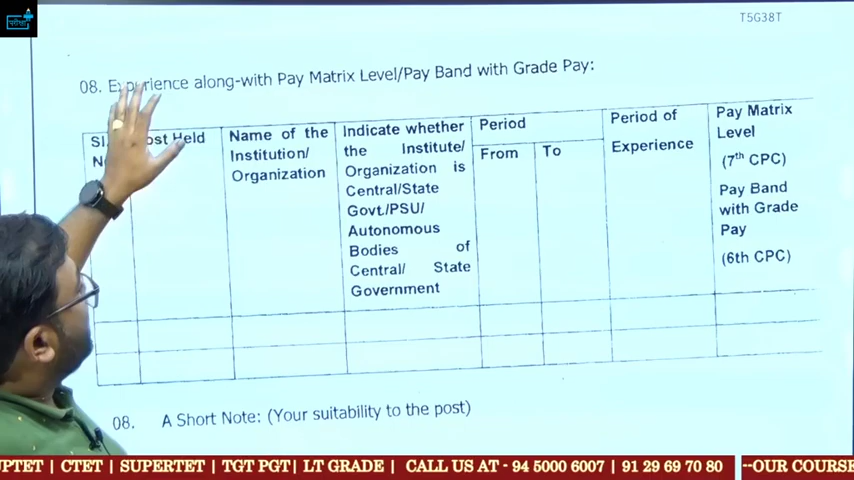 परीक्षा
T5G38T
08. Experience along-with Pay Matrix Level/Pay Band with Grade Pay:
Sl.
Held
Name of the
Institution/
Organization
Indicate whether
the Institute/
Organization is
Central/State
Govt./PSU/
Autonomous
Bodies of
Central/ State
Government
Period
From To
Period of
Experience
Pay Matrix
Level
(7th CPC)
Pay Band
with Grade
Pay
(6th CPC)
08. A Short Note: (Your suitability to the post)
UPTET | CTET | SUPERTET | TGT PGT| LT GRADE | CALL US AT - 94 5000 6007 | 91 29 69 70 80 --OUR COURSE